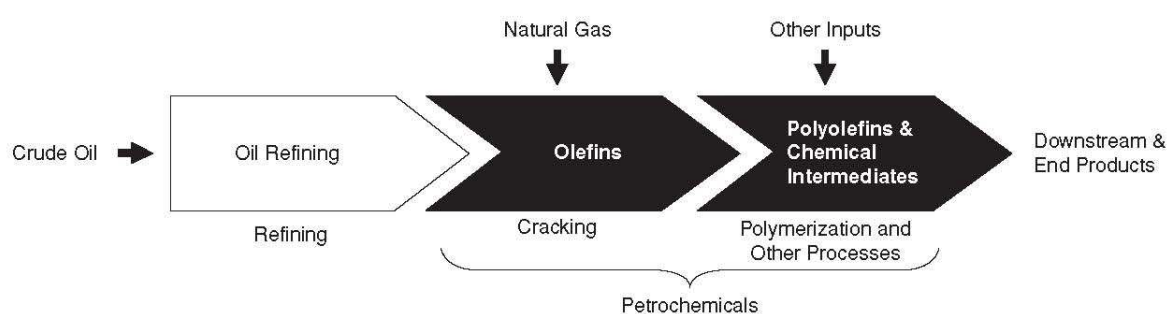 Natural Gas
Other Inputs
Crude Oil
Oil Refining
Olefins
Polyolefins &
Chemical
Intermediates
Downstream &
End Products
Refining
Cracking
Polymerization and
Other Processes
Petrochemicals